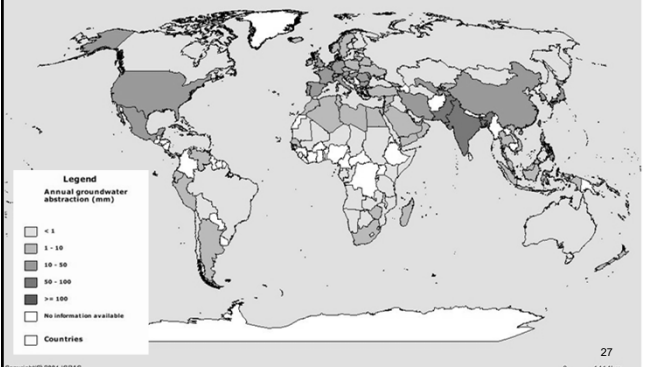 Legend
Annual groundwater
abstraction (mm)
< 1
1 - 10
10 - 50
50 - 100
>= 100
No information available
Countries
27